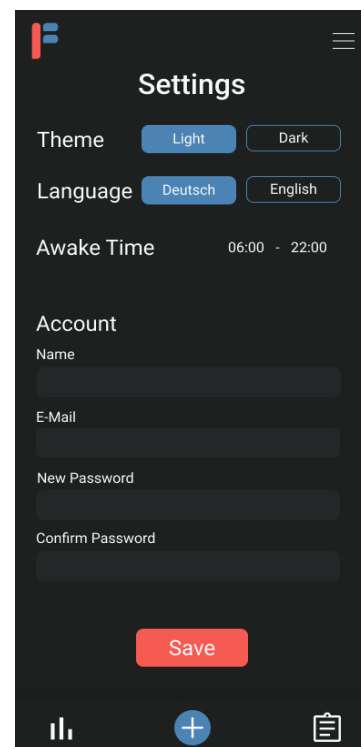 Settings
Theme Light Dark
Language Deutsch English
Awake Time 06:00 - 22:00
Account
Name
E-Mail
New Password
Confirm Password
Save